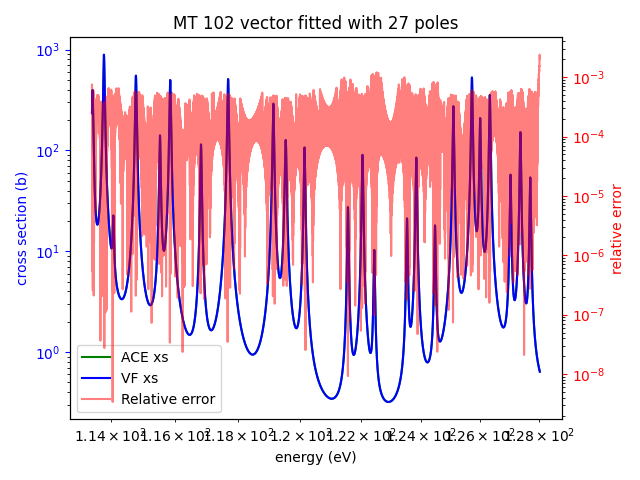 MT 102 vector fitted with 27 poles
cross section (b)
10³
10²
10¹
10⁰
relative error
10⁻³
10⁻⁴
10⁻⁵
10⁻⁶
10⁻⁷
10⁻⁸
ACE xs
VF xs
Relative error
1.14 × 10² 1.16 × 10² 1.18 × 10² 1.2 × 10² 1.22 × 10² 1.24 × 10² 1.26 × 10² 1.28 × 10²
energy (eV)